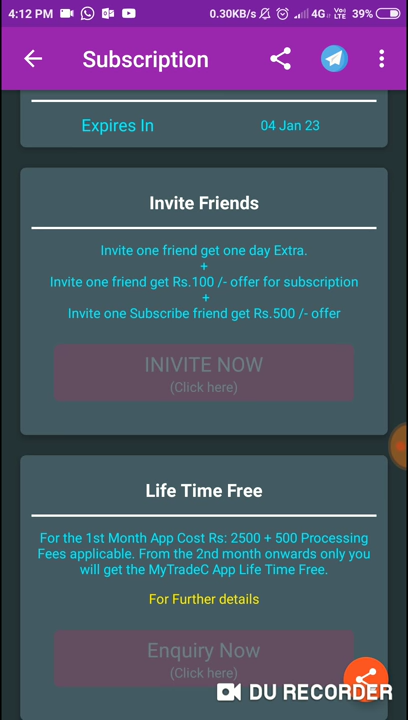 4:12 PM 0.30KB/s 4G Vo) LTE 39%
Subscription
Expires In 04 Jan 23
Invite Friends
Invite one friend get one day Extra.
+
Invite one friend get Rs.100 /- offer for subscription
+
Invite one Subscribe friend get Rs.500 /- offer
INIVITE NOW
(Click here)
Life Time Free
For the 1st Month App Cost Rs: 2500 + 500 Processing
Fees applicable. From the 2nd month onwards only you
will get the MyTradeC App Life Time Free.
For Further details
Enquiry Now
(Click here)
DU RECORDER